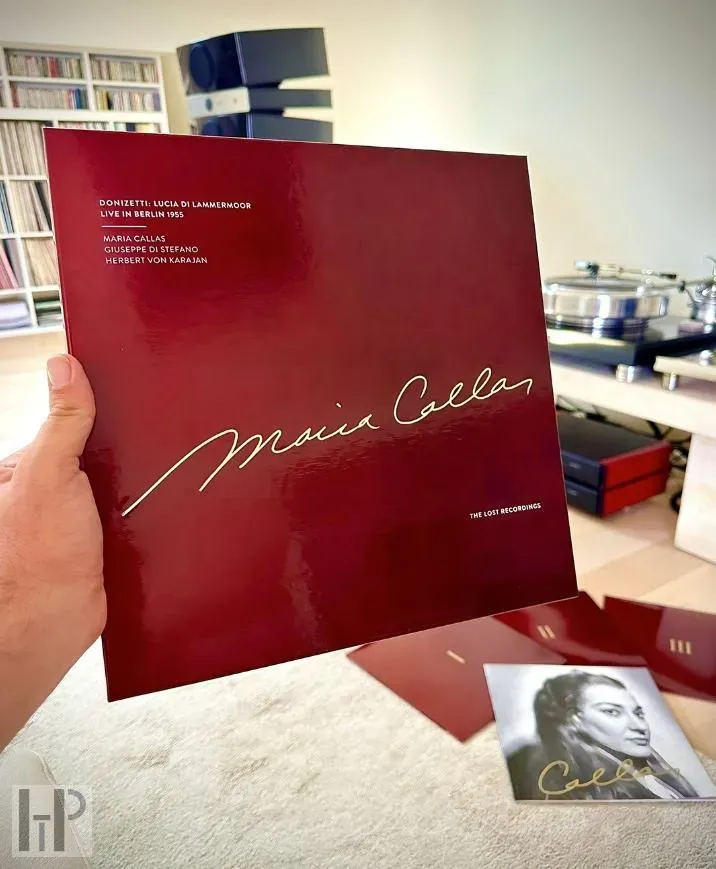 DONIZETTI: LUCIA DI LAMMERMOOR
LIVE IN BERLIN 1955
MARIA CALLAS
GIUSEPPE DI STEFANO
HERBERT VON KARAJAN
Maria Callas
THE LOST RECORDINGS
I
II
III
Callas
HP